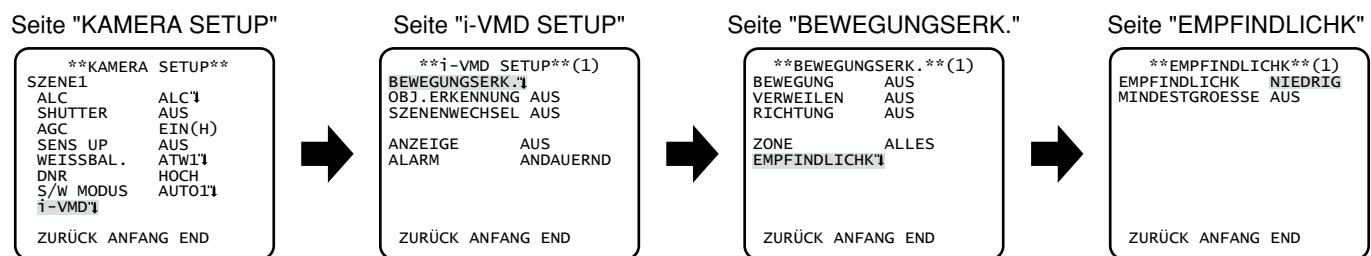 Seite "KAMERA SETUP"
**KAMERA SETUP**
SZENE1
ALC ALC
SHUTTER AUS
AGC EIN(H)
SENS UP AUS
WEISSBAL. ATW1
DNR HOCH
S/W MODUS AUTO1
i-VMD
ZURÜCK ANFANG END
Seite "i-VMD SETUP"
**i-VMD SETUP**(1)
BEWEGUNGSERK.
OBJ.ERKENNUNG AUS
SZENENWECHSEL AUS
ANZEIGE AUS
ALARM ANDAUERND
ZURÜCK ANFANG END
Seite "BEWEGUNGSERK."
**BEWEGUNGSERK.**(1)
BEWEGUNG AUS
VERWEILEN AUS
RICHTUNG AUS
ZONE ALLES
EMPFINDLICHK
ZURÜCK ANFANG END
Seite "EMPFINDLICHK"
**EMPFINDLICHK**(1)
EMPFINDLICHK NIEDRIG
MINDESTGROESSE AUS
ZURÜCK ANFANG END